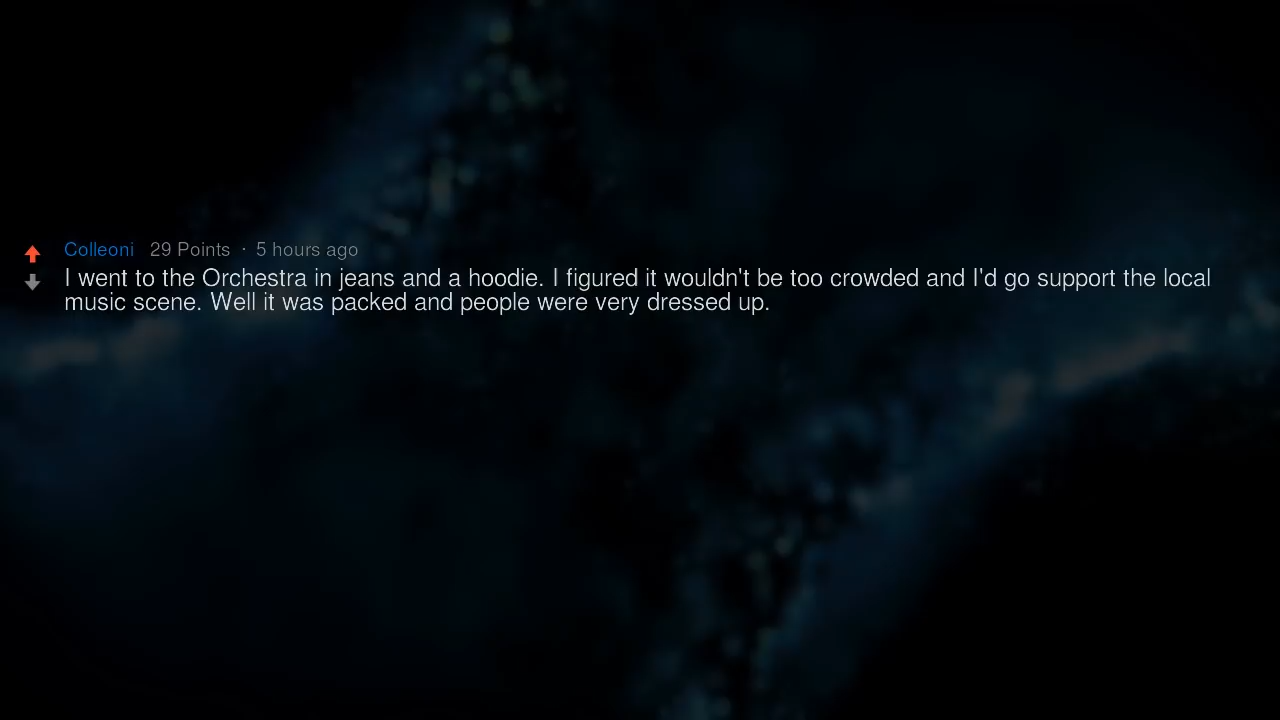 Colleoni 29 Points · 5 hours ago
I went to the Orchestra in jeans and a hoodie. I figured it wouldn't be too crowded and I'd go support the local
music scene. Well it was packed and people were very dressed up.